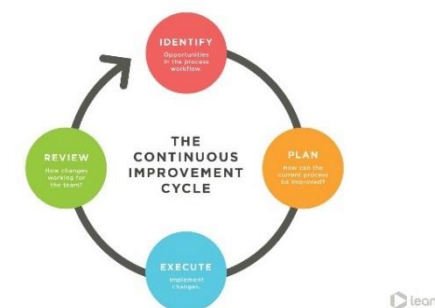 IDENTIFY
Opportunities
in the process
workflow.
THE
CONTINUOUS
IMPROVEMENT
CYCLE
PLAN
How can the
current process
be improved?
EXECUTE
Implement
changes.
REVIEW
How changes
working for
the team?
lean